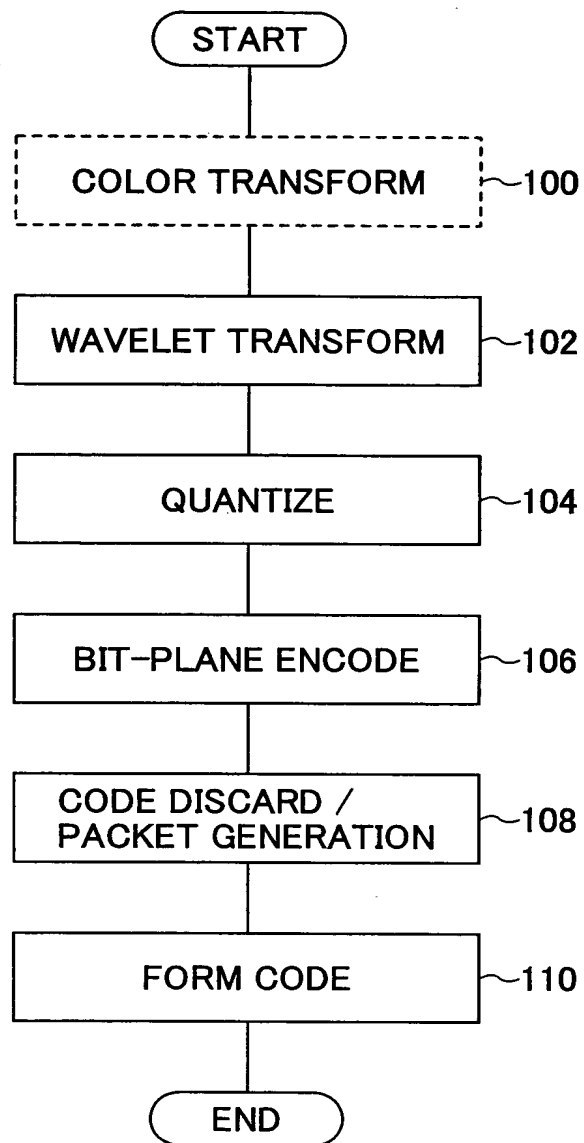 START
COLOR TRANSFORM 100
WAVELET TRANSFORM 102
QUANTIZE 104
BIT-PLANE ENCODE 106
CODE DISCARD /
PACKET GENERATION 108
FORM CODE 110
END